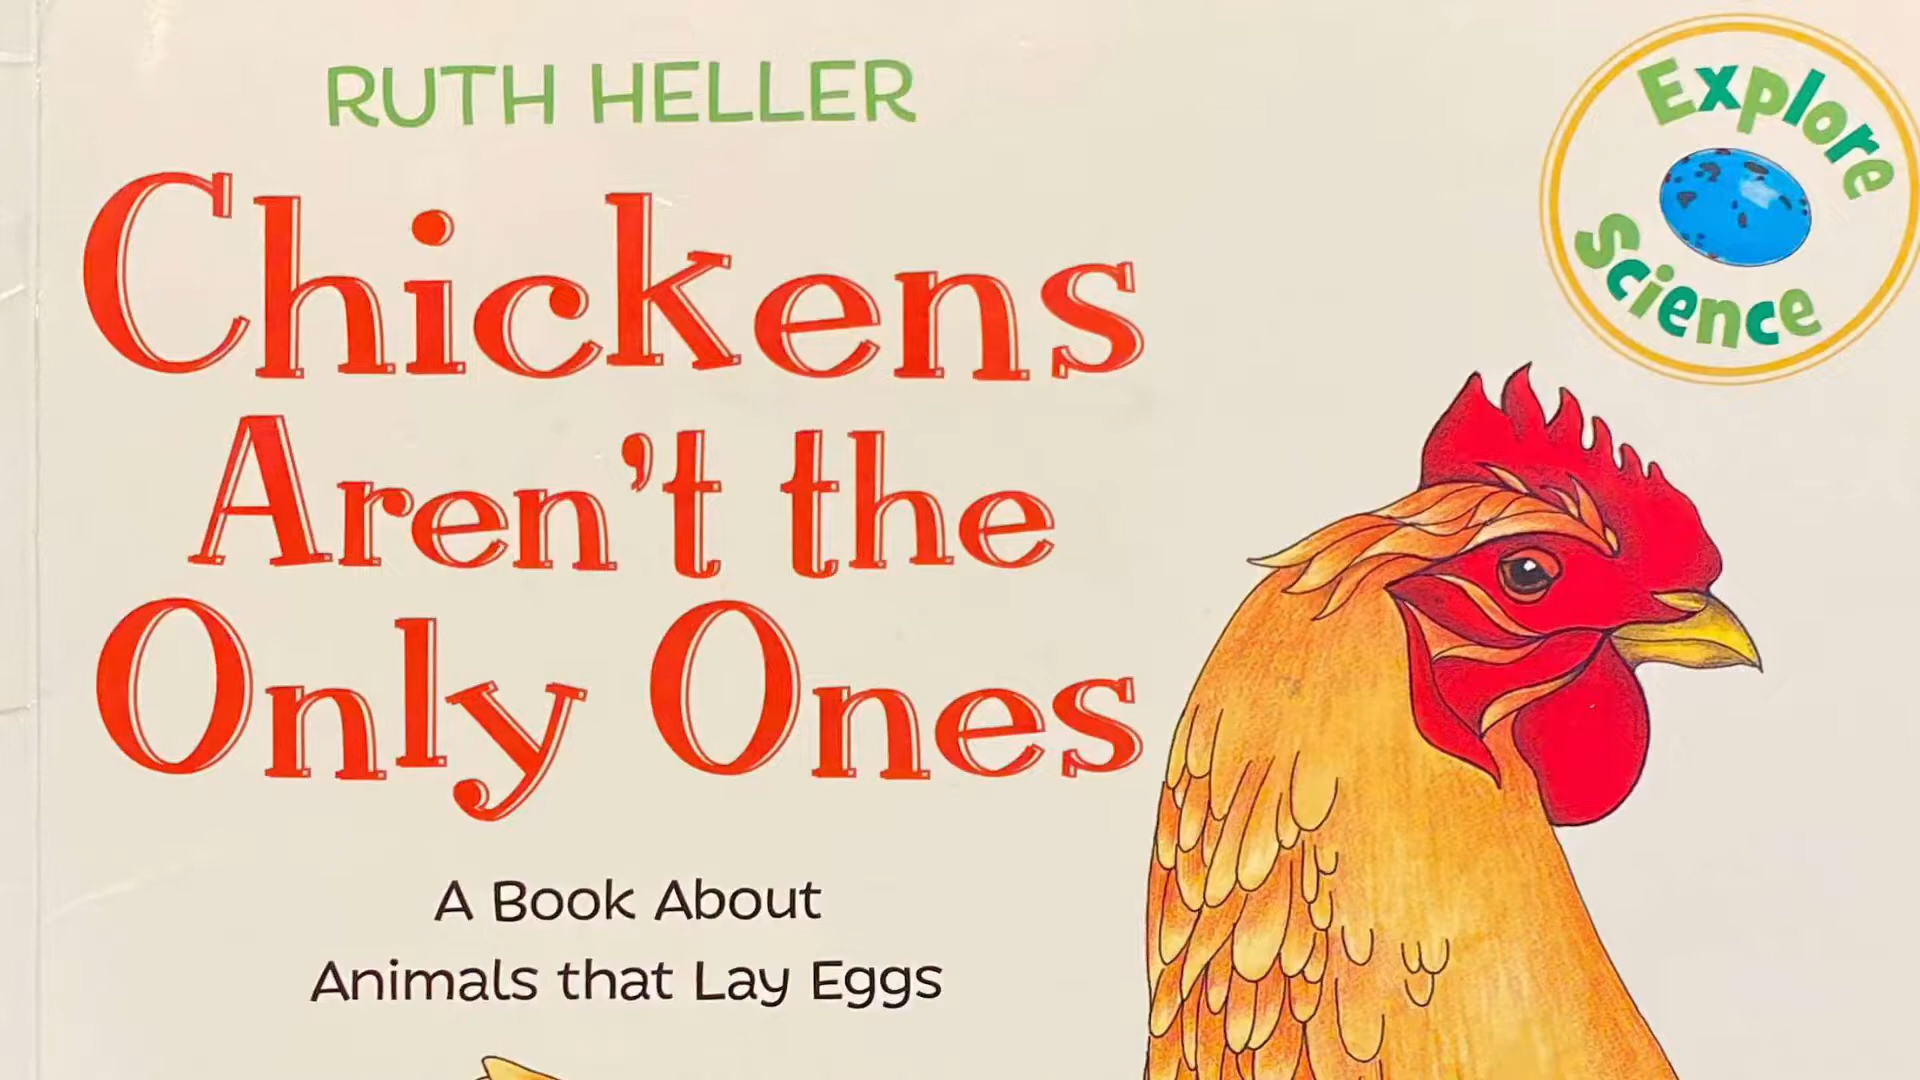 RUTH HELLER
Chickens
Aren't the
Only Ones
A Book About
Animals that Lay Eggs
Explore
Science